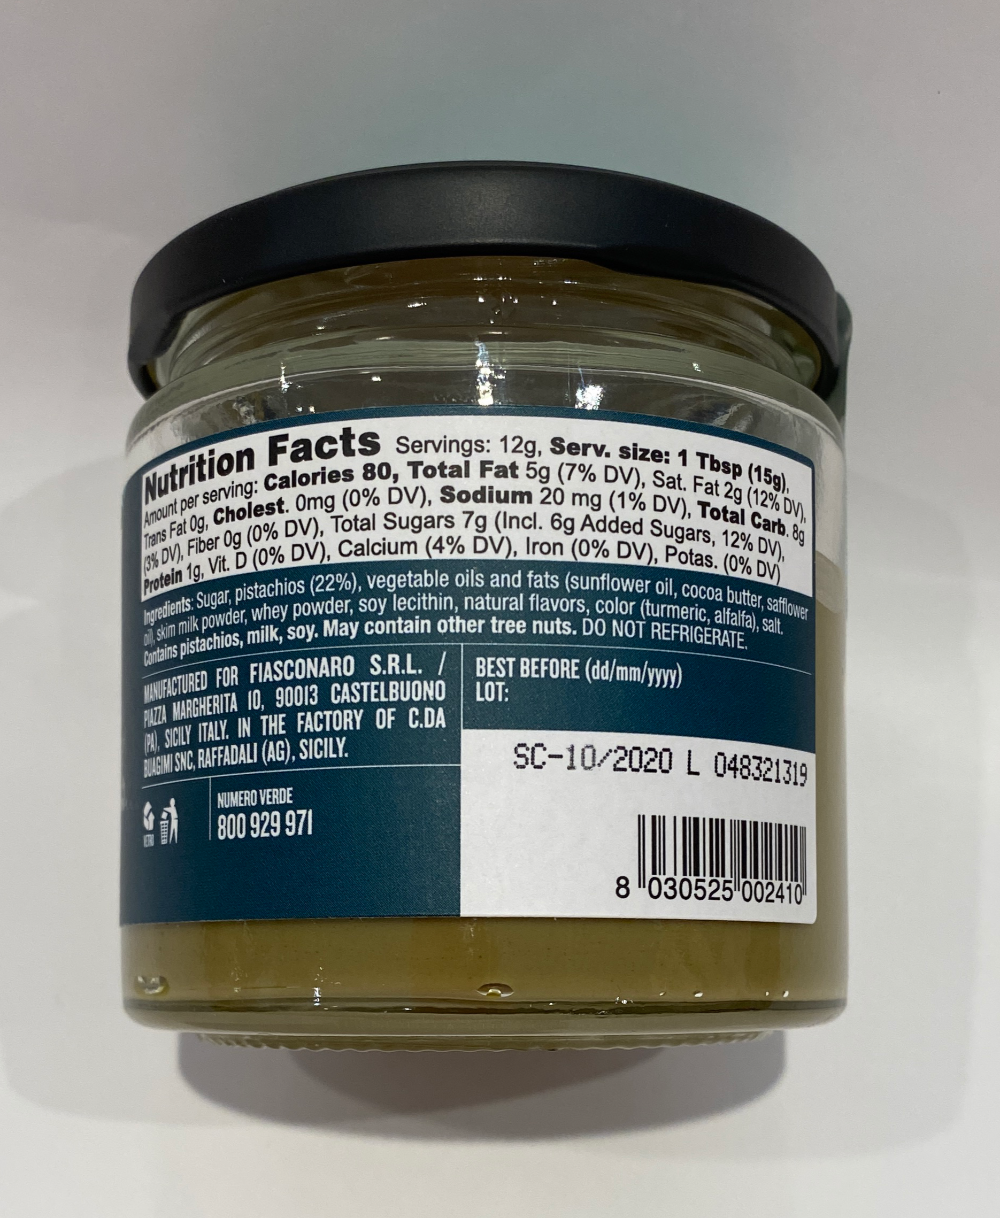 Nutrition Facts Servings: 12g, Serv. size: 1 Tbsp (15g),
Amount per serving: Calories 80, Total Fat 5g (7% DV), Sat. Fat 2g (12% DV),
Trans Fat 0g, Cholest. 0mg (0% DV), Sodium 20 mg (1% DV), Total Carb. 8g
(3% DV), Fiber 0g (0% DV), Total Sugars 7g (Incl. 6g Added Sugars, 12% DV),
Protein 1g, Vit. D (0% DV), Calcium (4% DV), Iron (0% DV), Potas. (0% DV)
Ingredients: Sugar, pistachios (22%), vegetable oils and fats (sunflower oil, cocoa butter, safflower
oil), skim milk powder, whey powder, soy lecithin, natural flavors, color (turmeric, alfalfa), salt.
Contains pistachios, milk, soy. May contain other tree nuts. DO NOT REFRIGERATE.
MANUFACTURED FOR FIASCONARO S.R.L. /
PIAZZA MARGHERITA 10, 90013 CASTELBUONO
(PA), SICILY ITALY. IN THE FACTORY OF C.DA
BUAGIMI SNC, RAFFADALI (AG), SICILY.
BEST BEFORE (dd/mm/yyyy)
LOT:
SC-10/2020 L 048321319
VETRO
NUMERO VERDE
800 929 971
8 030525 002410